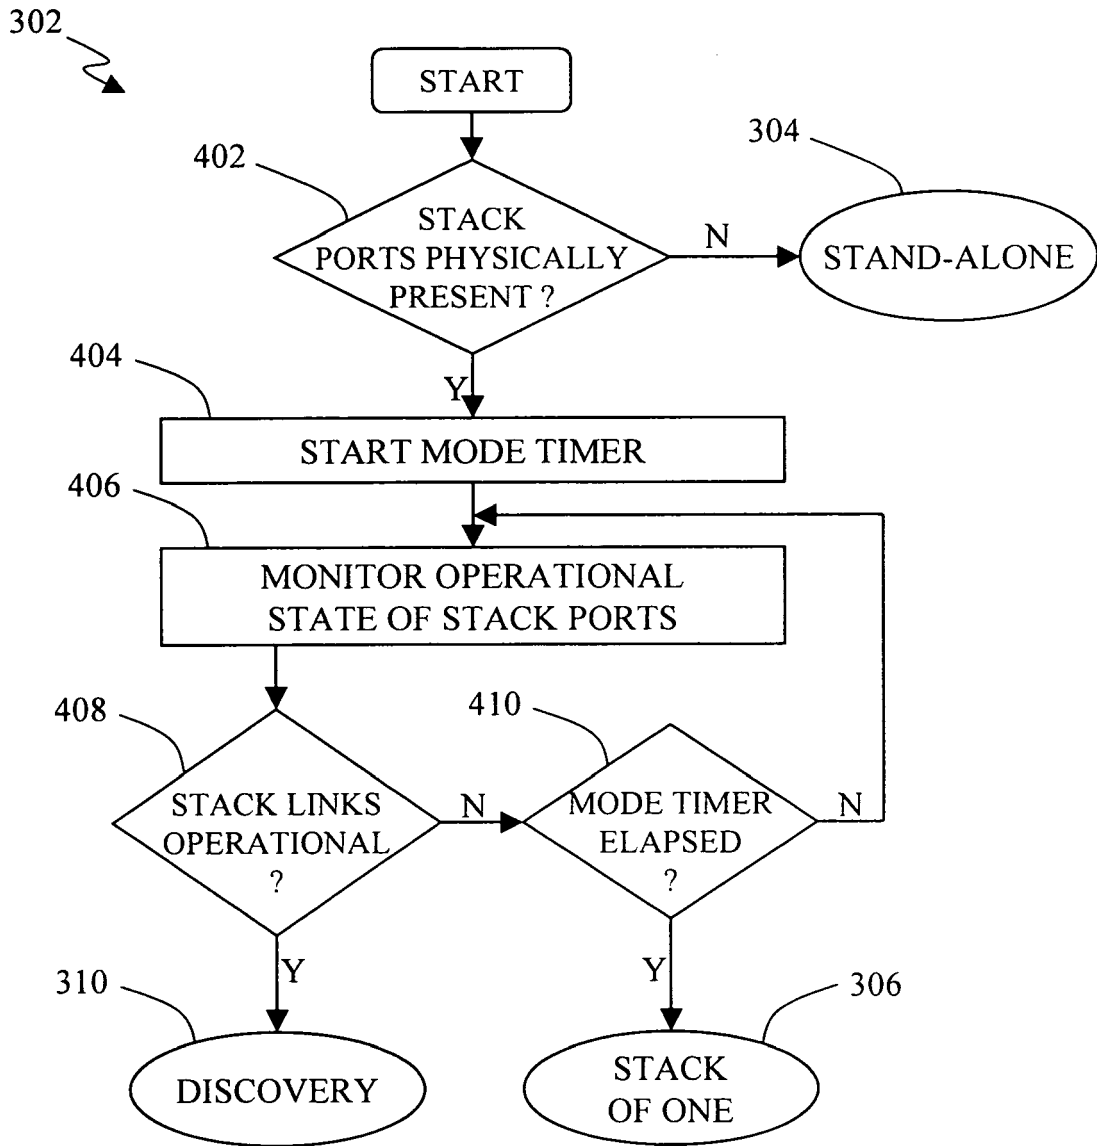 302
START
304
402
STACK
PORTS PHYSICALLY
PRESENT ?
N
STAND-ALONE
404
Y
START MODE TIMER
406
MONITOR OPERATIONAL
STATE OF STACK PORTS
408
410
STACK LINKS
OPERATIONAL
?
N
MODE TIMER
ELAPSED
?
N
310
Y
Y
306
DISCOVERY
STACK
OF ONE